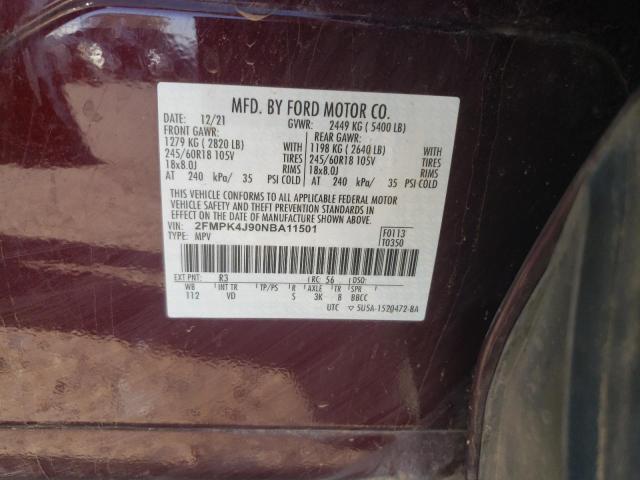 MFD. BY FORD MOTOR CO.
DATE: 12/21 GVWR: 2449 KG ( 5400 LB)
FRONT GAWR: REAR GAWR:
1279 KG ( 2820 LB) 1198 KG ( 2640 LB)
245/60R18 105V WITH TIRES 245/60R18 105V WITH TIRES
18x8.0J RIMS 18x8.0J RIMS
AT 240 kPa/ 35 PSI COLD AT 240 kPa/ 35 PSI COLD
THIS VEHICLE CONFORMS TO ALL APPLICABLE FEDERAL MOTOR
VEHICLE SAFETY AND THEFT PREVENTION STANDARDS IN
EFFECT ON THE DATE OF MANUFACTURE SHOWN ABOVE.
VIN: 2FMPK4J90NBA11501 F0113
TYPE: MPV T0350
EXT PNT: R3 RC: 56 DSO:
WB INT TR TP/PS R AXLE TR SPR
112 VD S 3K B BBCC
UTC ▽ 5U5A-1520472-BA